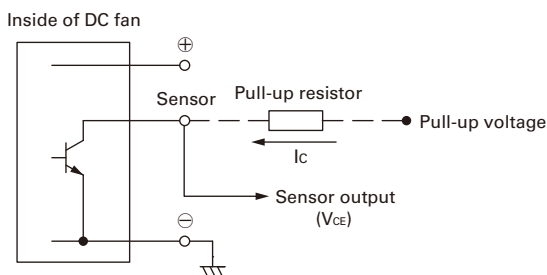 Inside of DC fan
⊕
Sensor
Pull-up resistor
Pull-up voltage
Ic
Sensor output
(VCE)
⊖